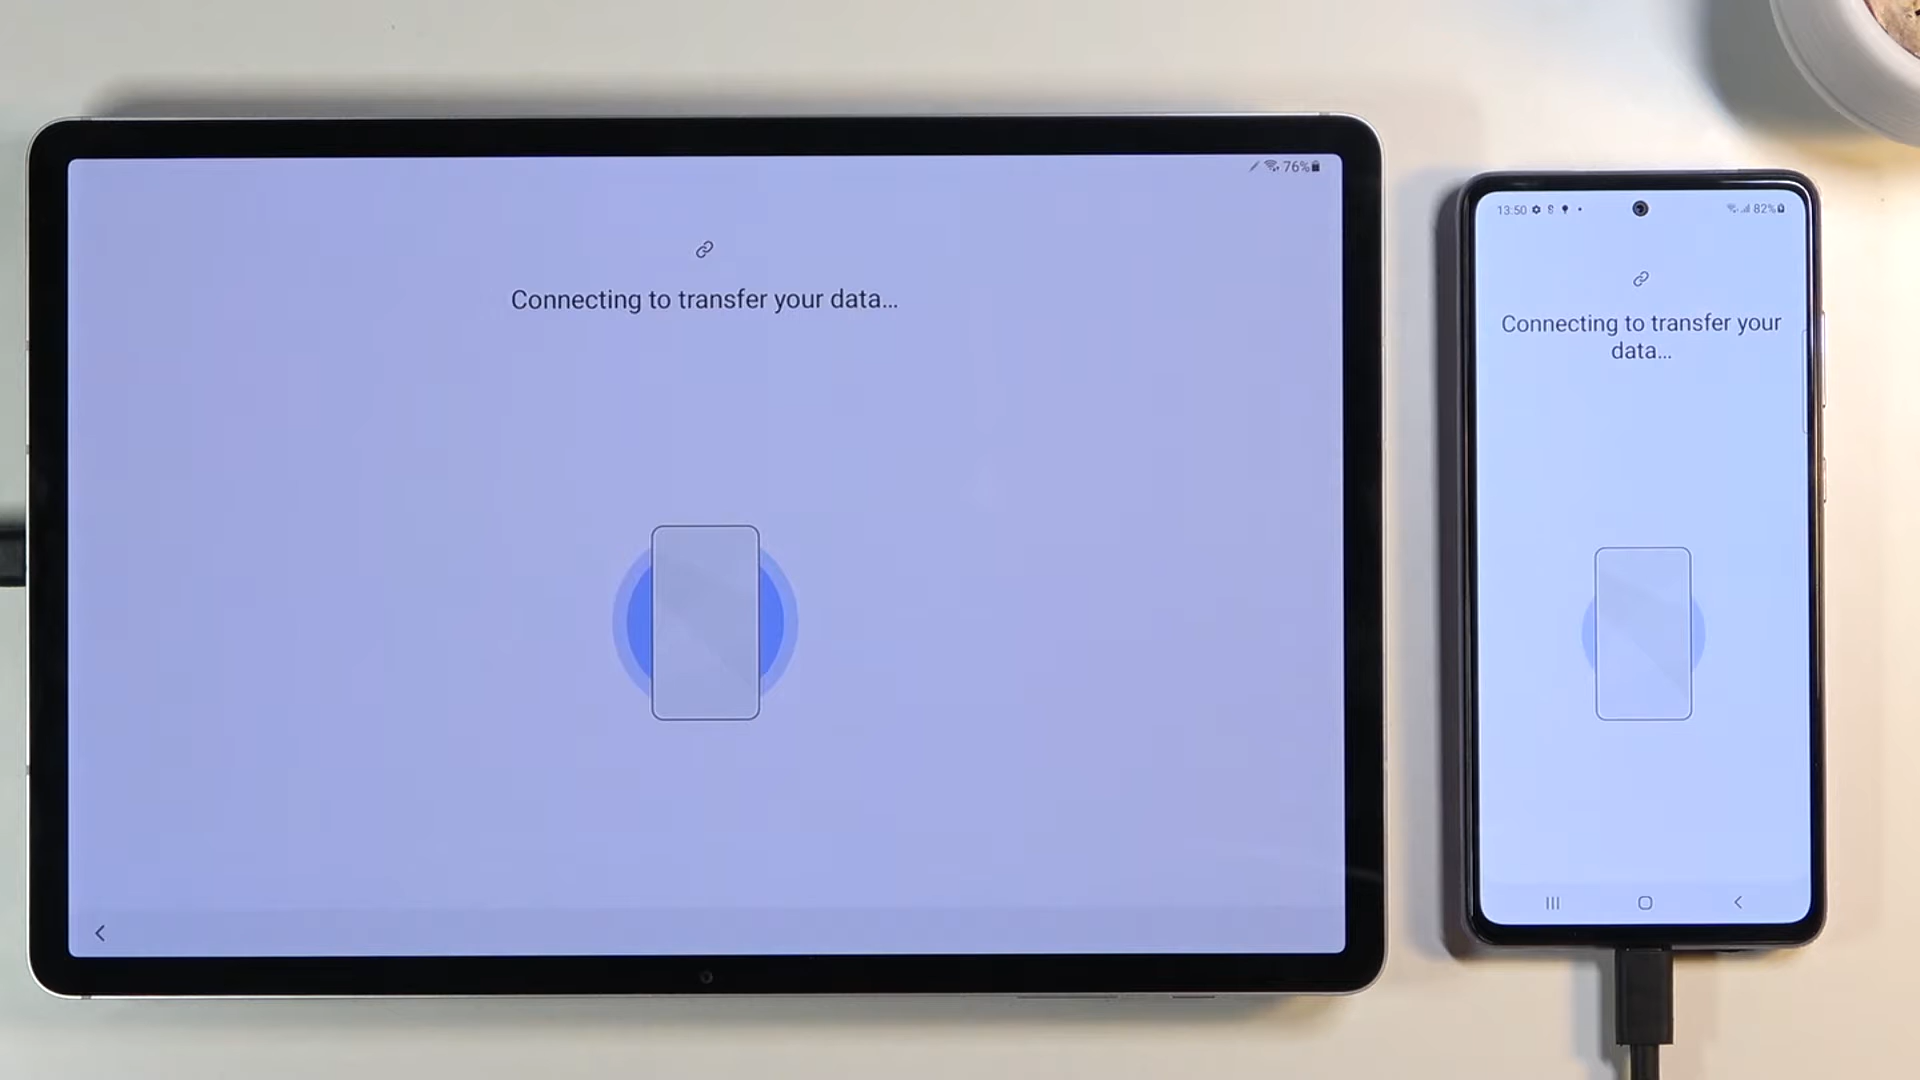 76%
Connecting to transfer your data...
13:50
82%
Connecting to transfer your
data...